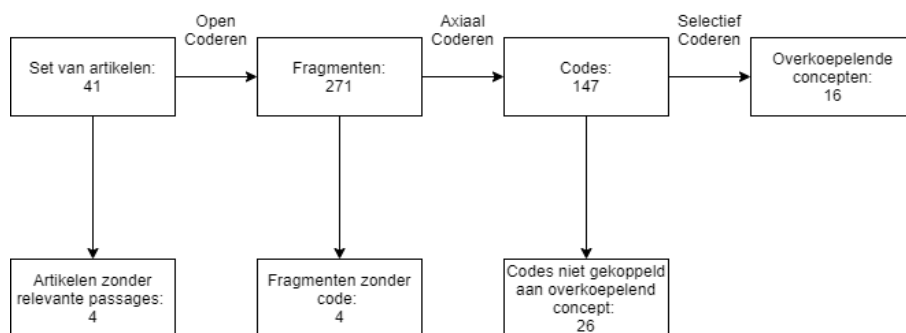 Open
Coderen
Axiaal
Coderen
Selectief
Coderen
Set van artikelen:
41
Fragmenten:
271
Codes:
147
Overkoepelende
concepten:
16
Artikelen zonder
relevante passages:
4
Fragmenten zonder
code:
4
Codes niet gekoppeld
aan overkoepelend
concept:
26